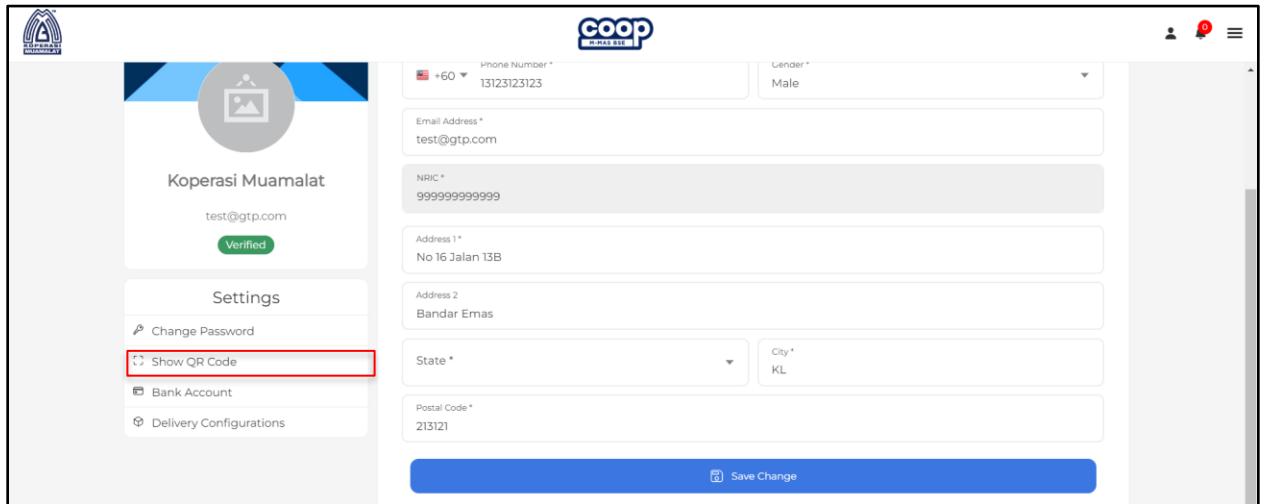 KOPERASI
MUAMALAT
COOP
M-MAS BSE
0
Koperasi Muamalat
test@gtp.com
Verified
Settings
Change Password
Show QR Code
Bank Account
Delivery Configurations
+60
Phone Number *
13123123123
Gender *
Male
Email Address *
test@gtp.com
NRIC *
999999999999
Address 1 *
No 16 Jalan 13B
Address 2
Bandar Emas
State *
City *
KL
Postal Code *
213121
Save Change